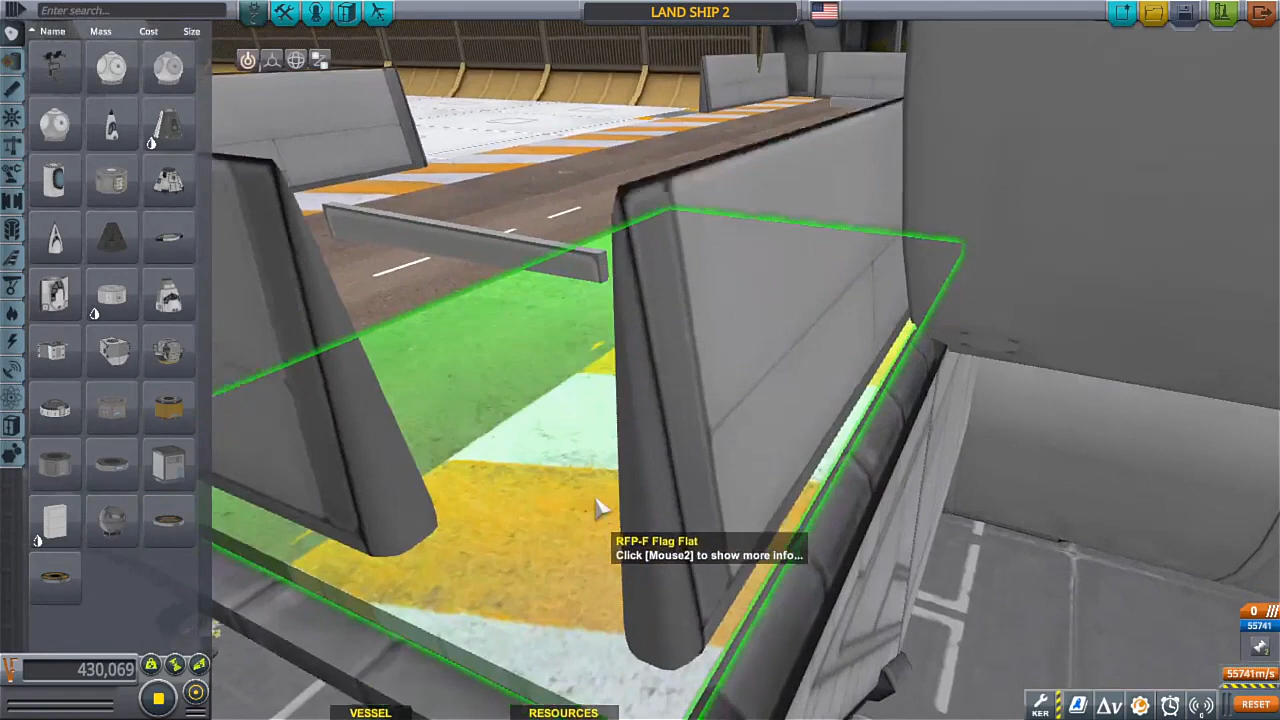 Enter search...
LAND SHIP 2
Name Mass Cost Size
RFP-F Flag Flat
Click [Mouse2] to show more info...
0
55741
55741m/s
430,069
VESSEL RESOURCES
KER
ΔV
RESET